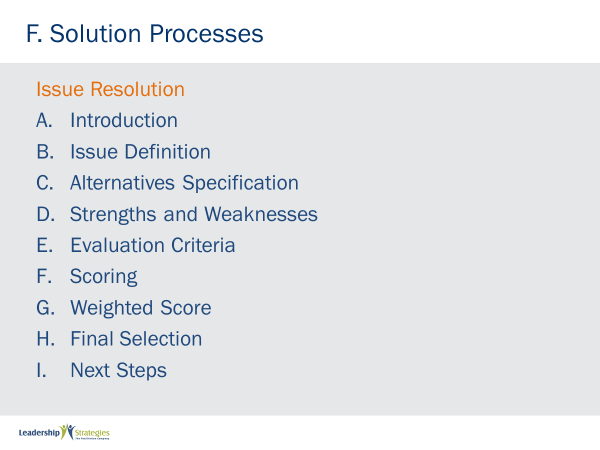 F. Solution Processes
Issue Resolution
A. Introduction
B. Issue Definition
C. Alternatives Specification
D. Strengths and Weaknesses
E. Evaluation Criteria
F. Scoring
G. Weighted Score
H. Final Selection
I. Next Steps
Leadership Strategies
The Facilitation Company